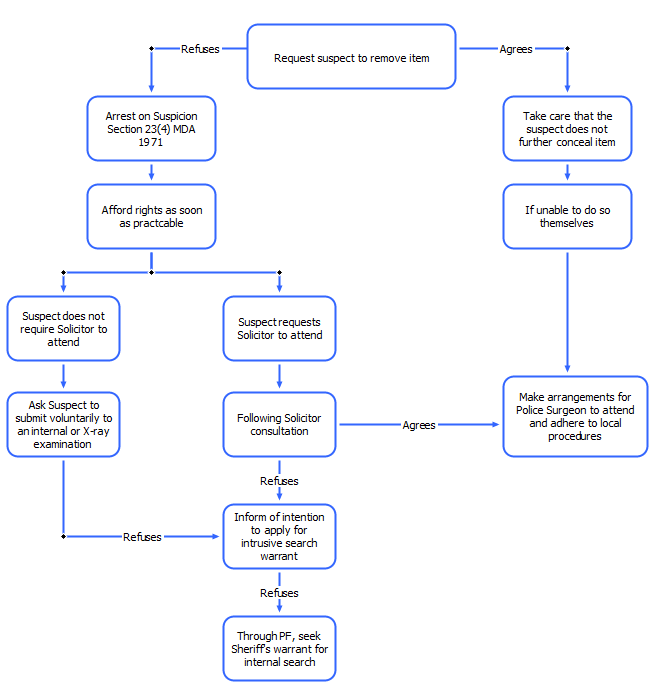 Refuses
Request suspect to remove item
Agrees
Arrest on Suspicion
Section 23(4) MDA
1971
Take care that the
suspect does not
further conceal item
Afford rights as soon
as practcable
If unable to do so
themselves
Suspect does not
require Solicitor to
attend
Suspect requests
Solicitor to attend
Ask Suspect to
submit voluntarily to
an internal or X-ray
examination
Following Solicitor
consultation
Agrees
Make arrangements for
Police Surgeon to attend
and adhere to local
procedures
Refuses
Inform of intention
to apply for
intrusive search
warrant
Refuses
Refuses
Through PF, seek
Sheriff's warrant for
internal search